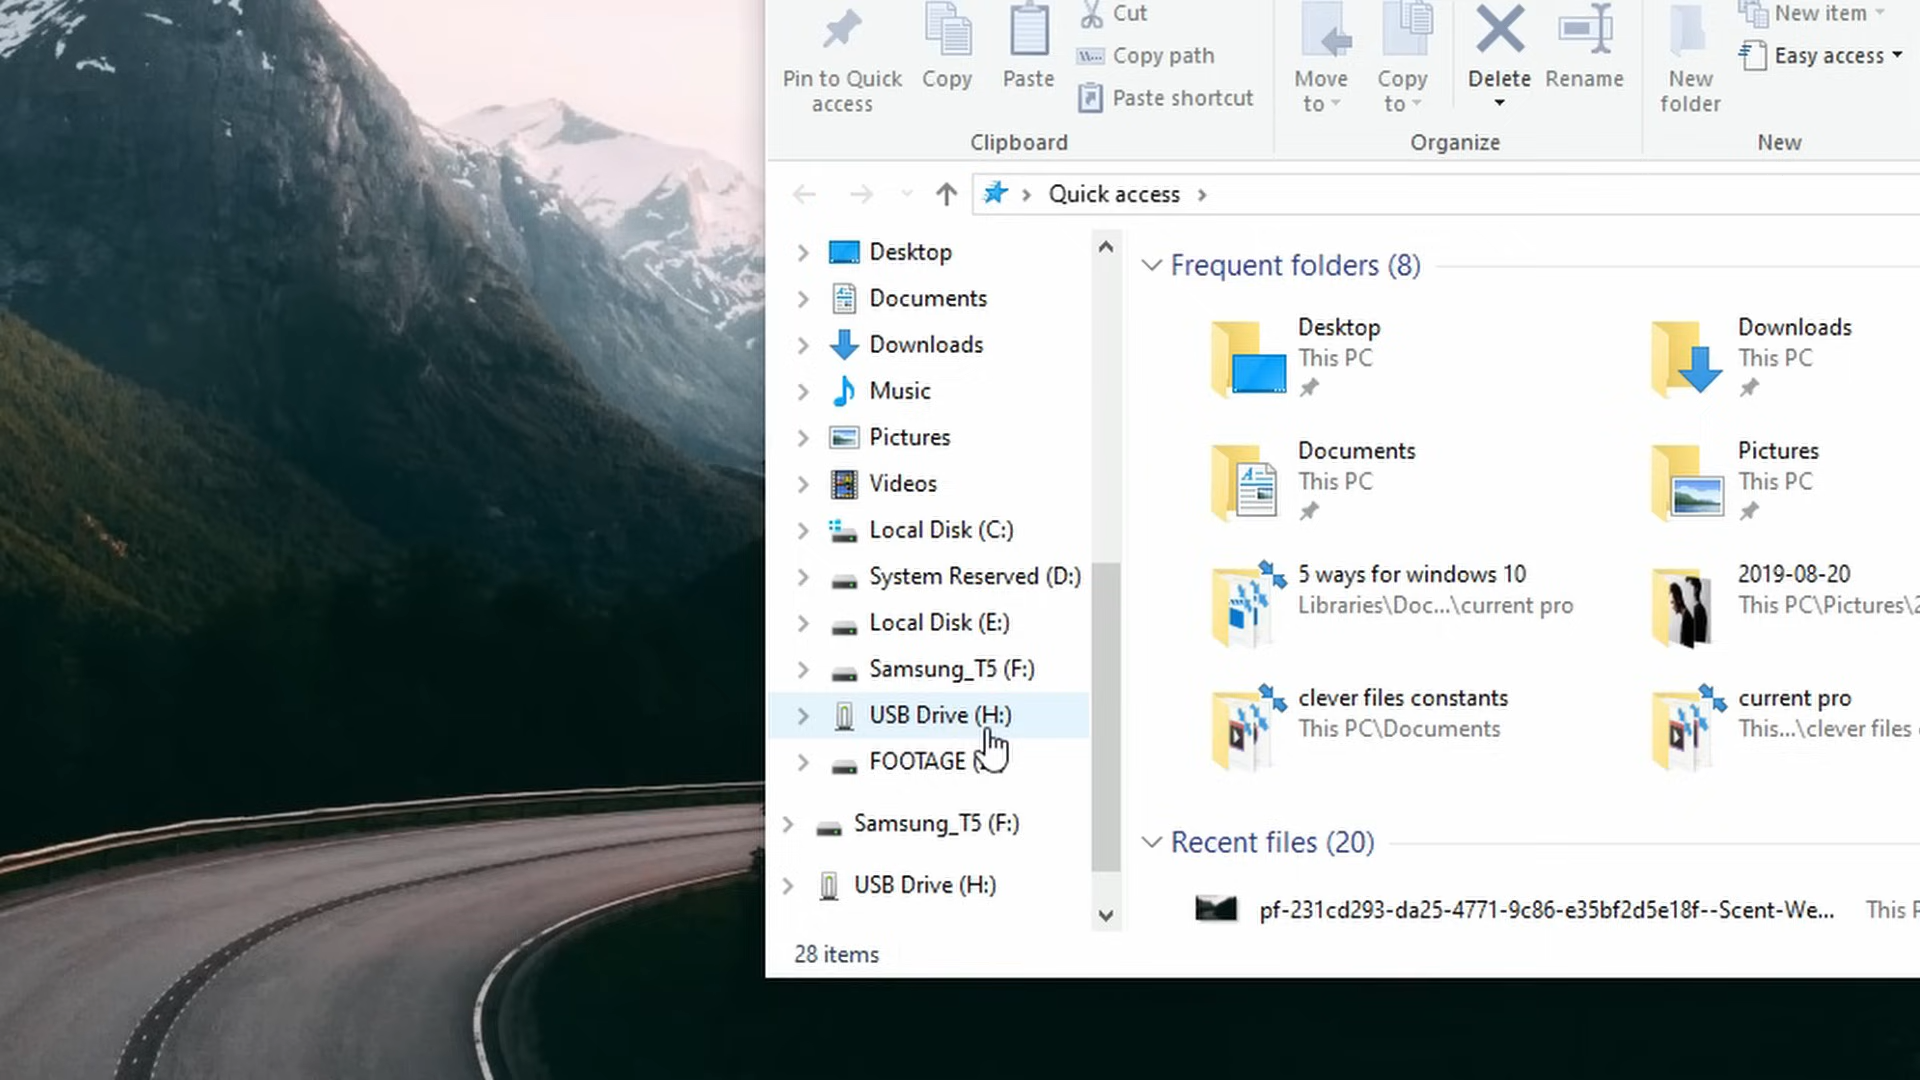 Cut
New item
Copy path
Easy access
Pin to Quick
access
Copy
Paste
Paste shortcut
Move
to
Copy
to
Delete
Rename
New
folder
Clipboard
Organize
New
Quick access
Desktop
Documents
Downloads
Music
Pictures
Videos
Local Disk (C:)
System Reserved (D:)
Local Disk (E:)
Samsung_T5 (F:)
USB Drive (H:)
FOOTAGE
Samsung_T5 (F:)
USB Drive (H:)
28 items
Frequent folders (8)
Desktop
This PC
Downloads
This PC
Documents
This PC
Pictures
This PC
5 ways for windows 10
Libraries\Doc...\current pro
2019-08-20
This PC\Pictures\
clever files constants
This PC\Documents
current pro
This...\clever files
Recent files (20)
pf-231cd293-da25-4771-9c86-e35bf2d5e18f--Scent-We...
This